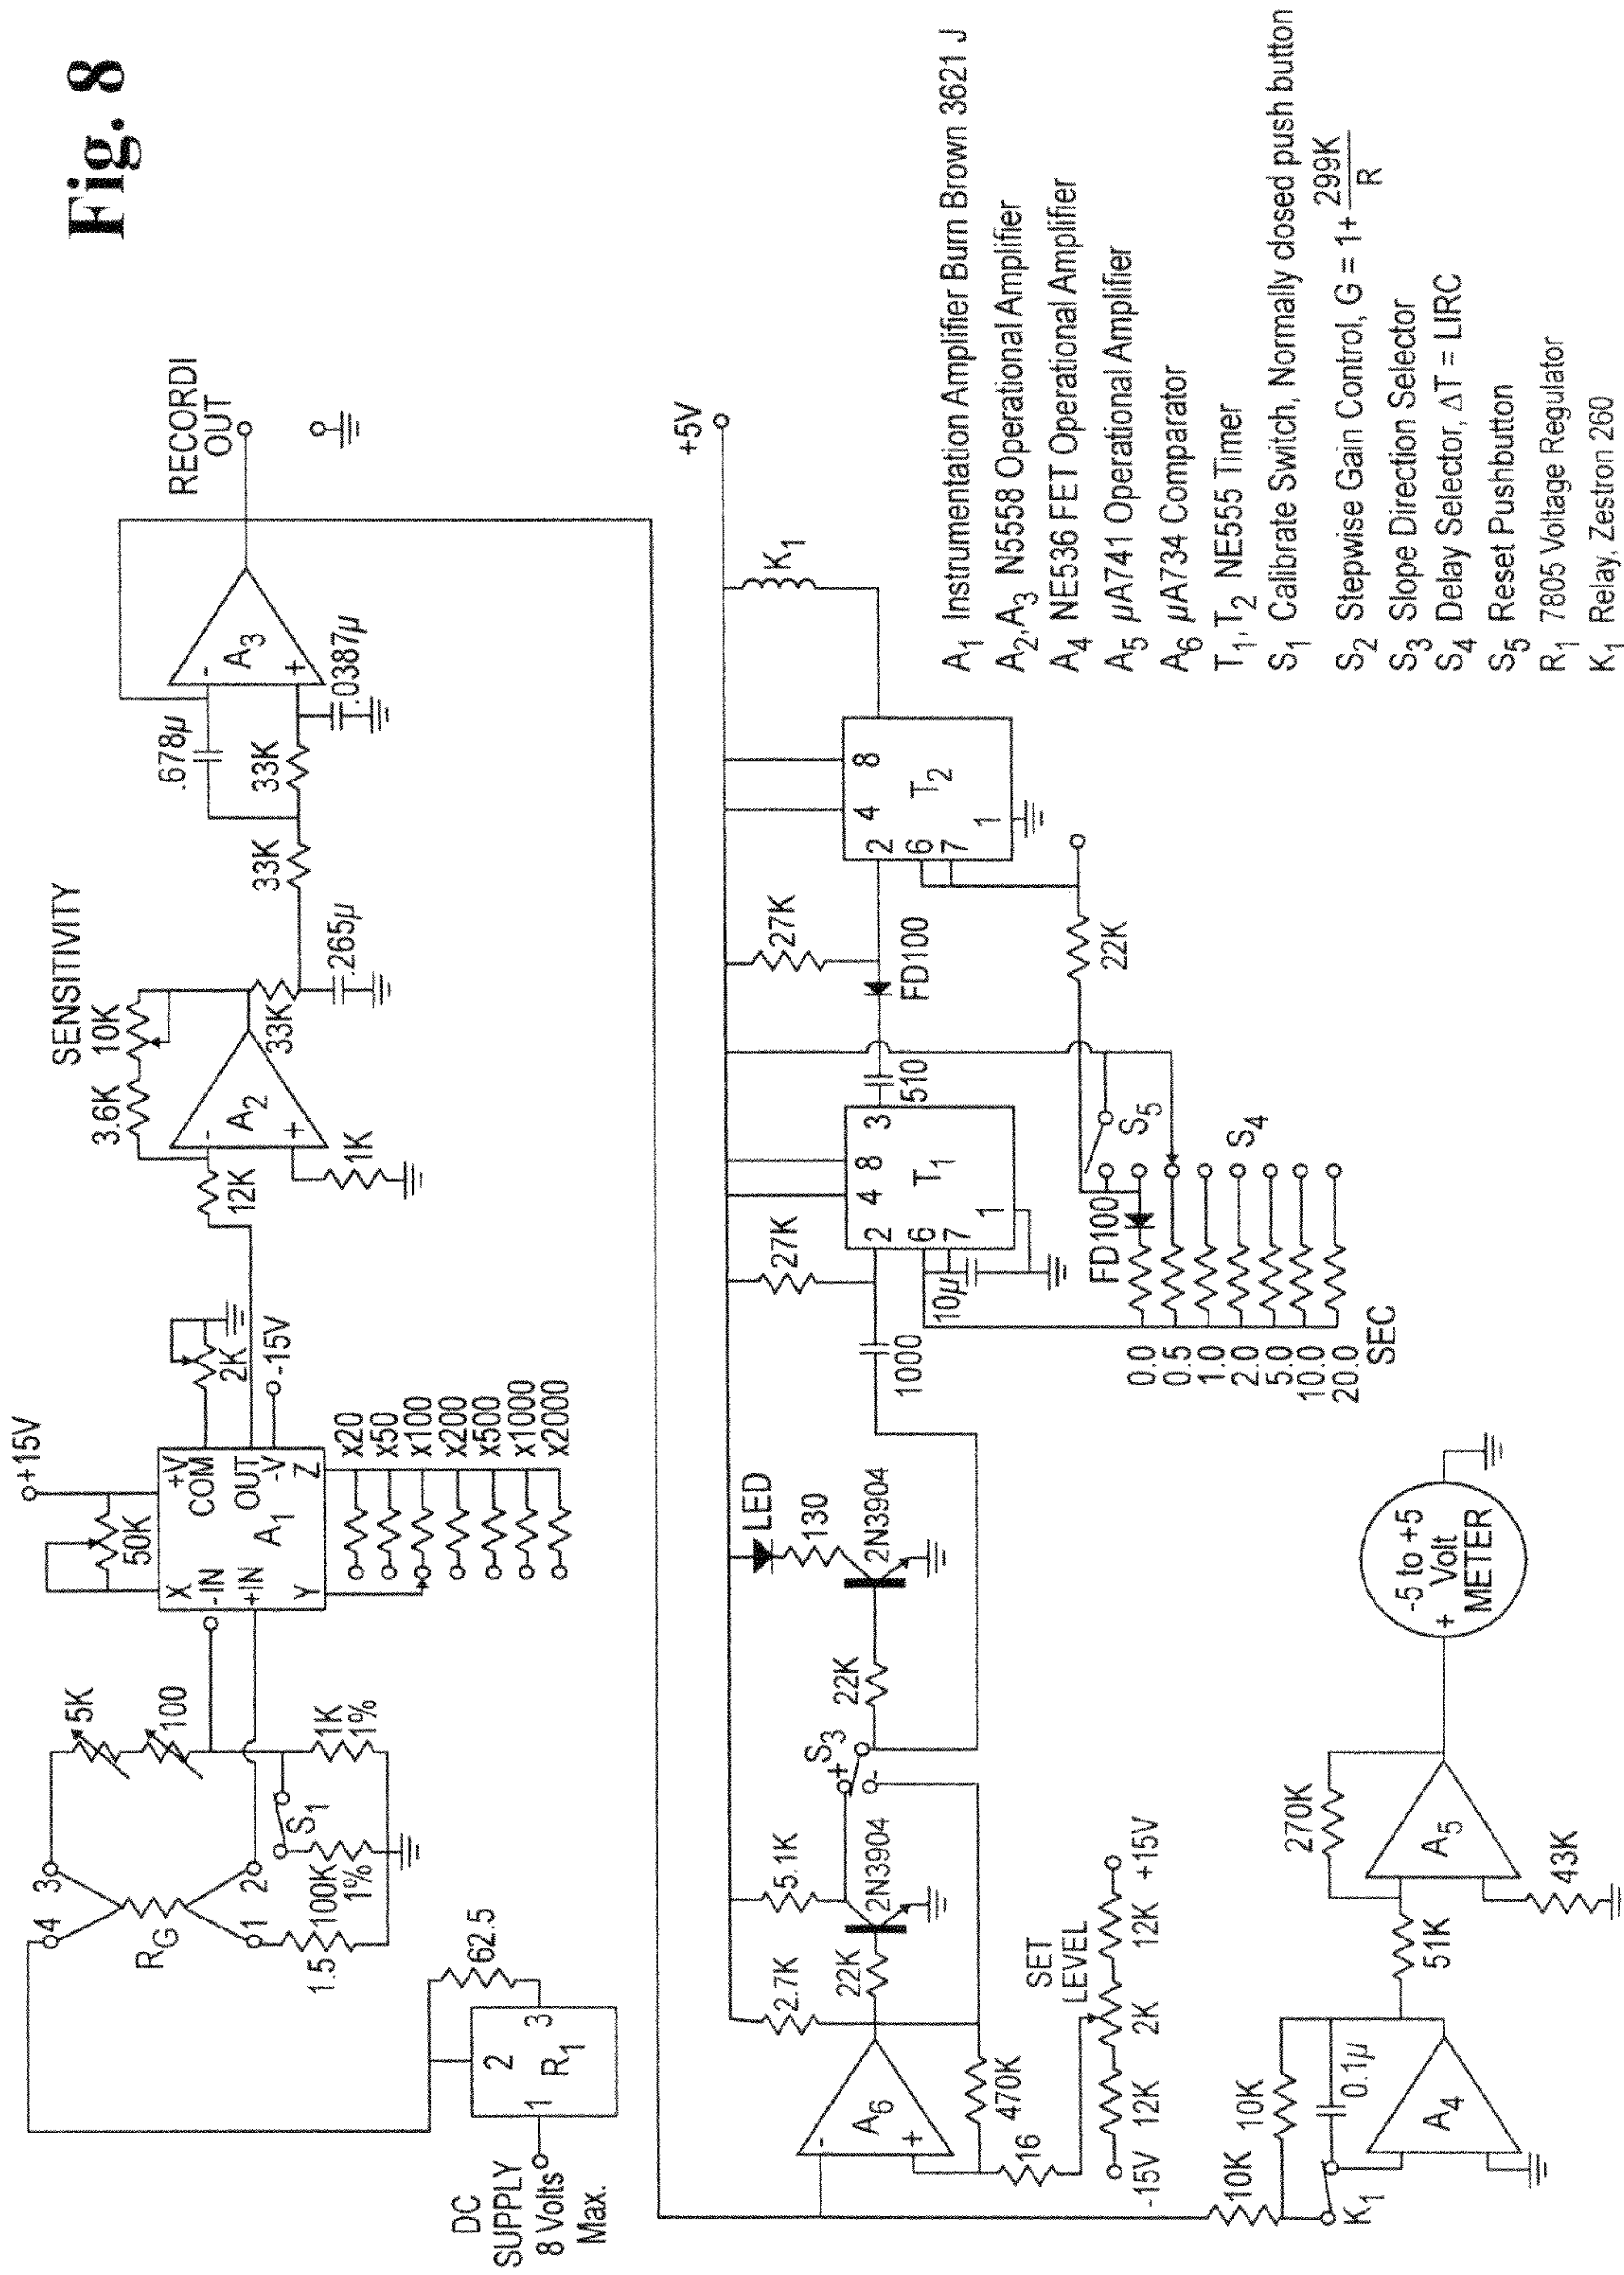 Fig. 8
RECORDI
OUT
A3
-
+
.0387µ
.678µ
33K
33K
.265µ
SENSITIVITY
10K
3.6K
33K
A2
-
+
1K
12K
2K
-15V
+15V
50K
X
-IN
+IN
Y
A1
+V
COM
OUT
-V
Z
x20
x50
x100
x200
x500
x1000
x2000
5K
100
1K
1%
S1
100K
1%
1.5
3
4
2
1
RG
62.5
R1
1
2
3
DC
SUPPLY
8 Volts
Max.
+5V
K1
T2
8
4
2
6
7
1
27K
FD100
22K
510
T1
3
8
4
2
6
7
1
27K
10µ
1000
S5
S4
FD100
0.0
0.5
1.0
2.0
5.0
10.0
20.0
SEC
LED
130
2N3904
22K
S3
+
-
5.1K
2N3904
2.7K
22K
A6
-
+
470K
16
SET
LEVEL
-15V
12K
2K
12K
+15V
10K
10K
K1
0.1µ
A4
51K
270K
A5
43K
-5 to +5
Volt
METER
+
A1 Instrumentation Amplifier Burn Brown 3621 J
A2,A3 N5558 Operational Amplifier
A4 NE536 FET Operational Amplifier
A5 µA741 Operational Amplifier
A6 µA734 Comparator
T1, T2 NE555 Timer
S1 Calibrate Switch, Normally closed push button
S2 Stepwise Gain Control, G = 1+ 299K
R
S3 Slope Direction Selector
S4 Delay Selector, ΔT = LIRC
S5 Reset Pushbutton
R1 7805 Voltage Regulator
K1 Relay, Zestron 260